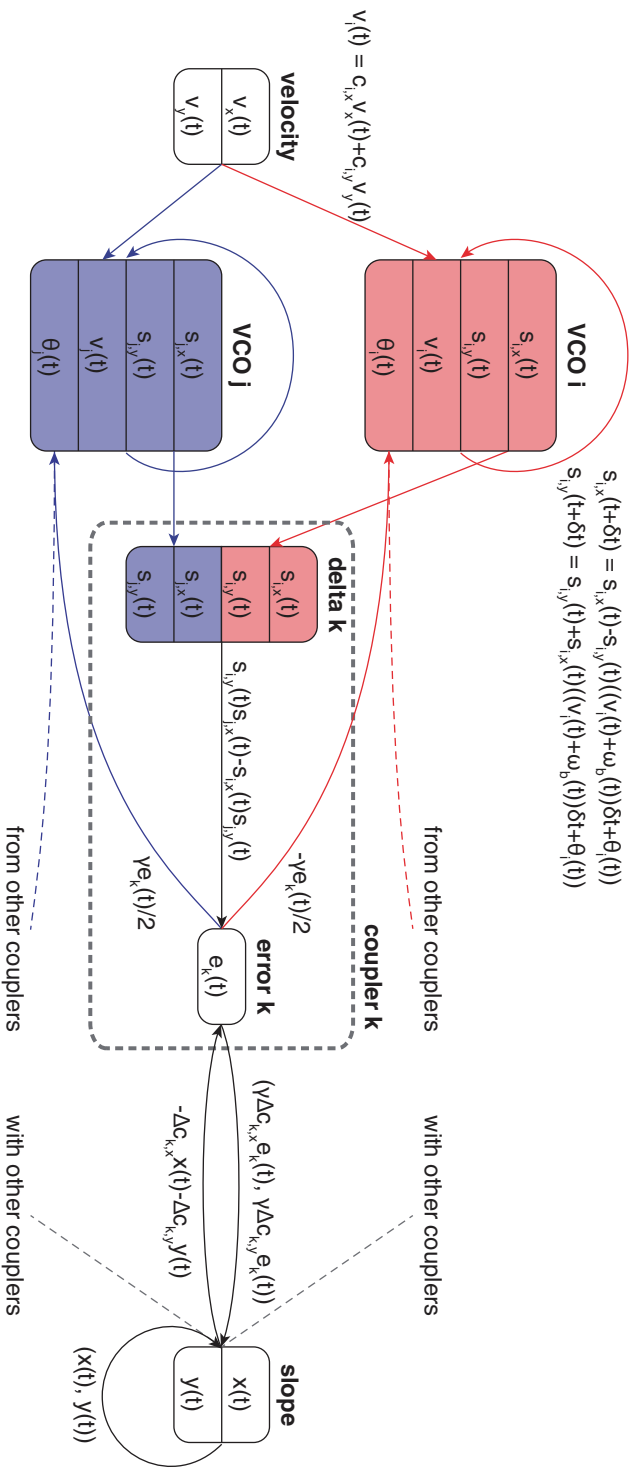 s_{i,x}(t+δt) = s_{i,x}(t)-s_{i,y}(t)((v_i(t)+ω_b(t))δt+θ_i(t))
s_{i,y}(t+δt) = s_{i,y}(t)+s_{i,x}(t)((v_i(t)+ω_b(t))δt+θ_i(t))
VCO i
s_{i,x}(t)
s_{i,y}(t)
v_i(t)
θ_i(t)
from other couplers
with other couplers
coupler k
v_i(t) = c_{i,x}v_x(t)+c_{i,y}v_y(t)
delta k
s_{i,x}(t)
s_{i,y}(t)
s_{j,x}(t)
s_{j,y}(t)
-γe_k(t)/2
velocity
v_x(t)
v_y(t)
s_{i,y}(t)s_{j,x}(t)-s_{i,x}(t)s_{j,y}(t)
error k
e_k(t)
(γΔc_{k,x}e_k(t), γΔc_{k,y}e_k(t))
-Δc_{k,x}x(t)-Δc_{k,y}y(t)
slope
x(t)
y(t)
(x(t), y(t))
VCO j
s_{j,x}(t)
s_{j,y}(t)
v_j(t)
θ_j(t)
γe_k(t)/2
from other couplers
with other couplers